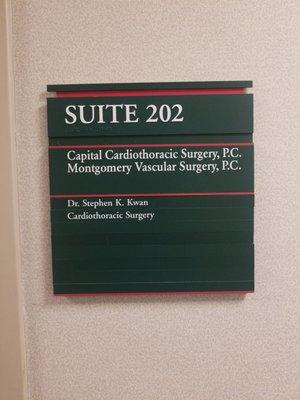 SUITE 202
Capital Cardiothoracic Surgery, P.C.
Montgomery Vascular Surgery, P.C.
Dr. Stephen K. Kwan
Cardiothoracic Surgery